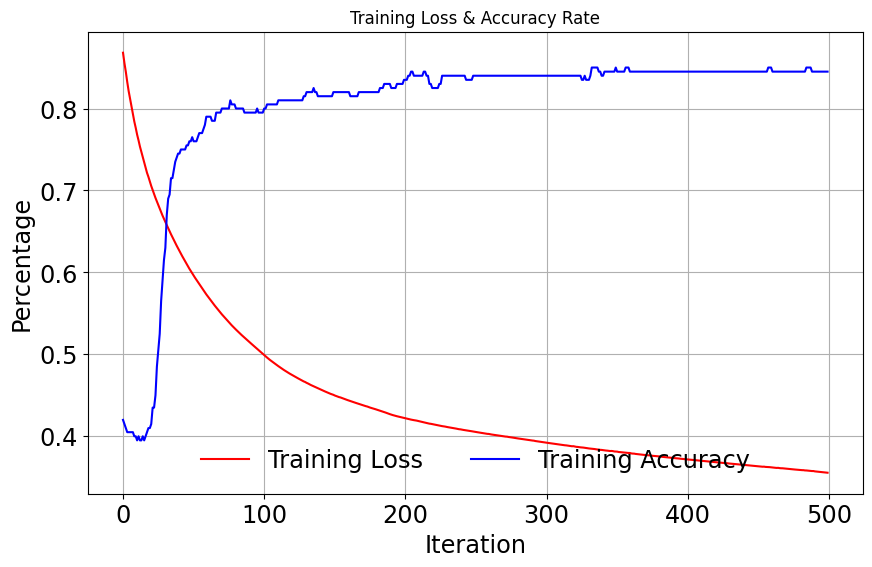 Training Loss & Accuracy Rate
Percentage
0.8
0.7
0.6
0.5
0.4
Training Loss Training Accuracy
0 100 200 300 400 500
Iteration